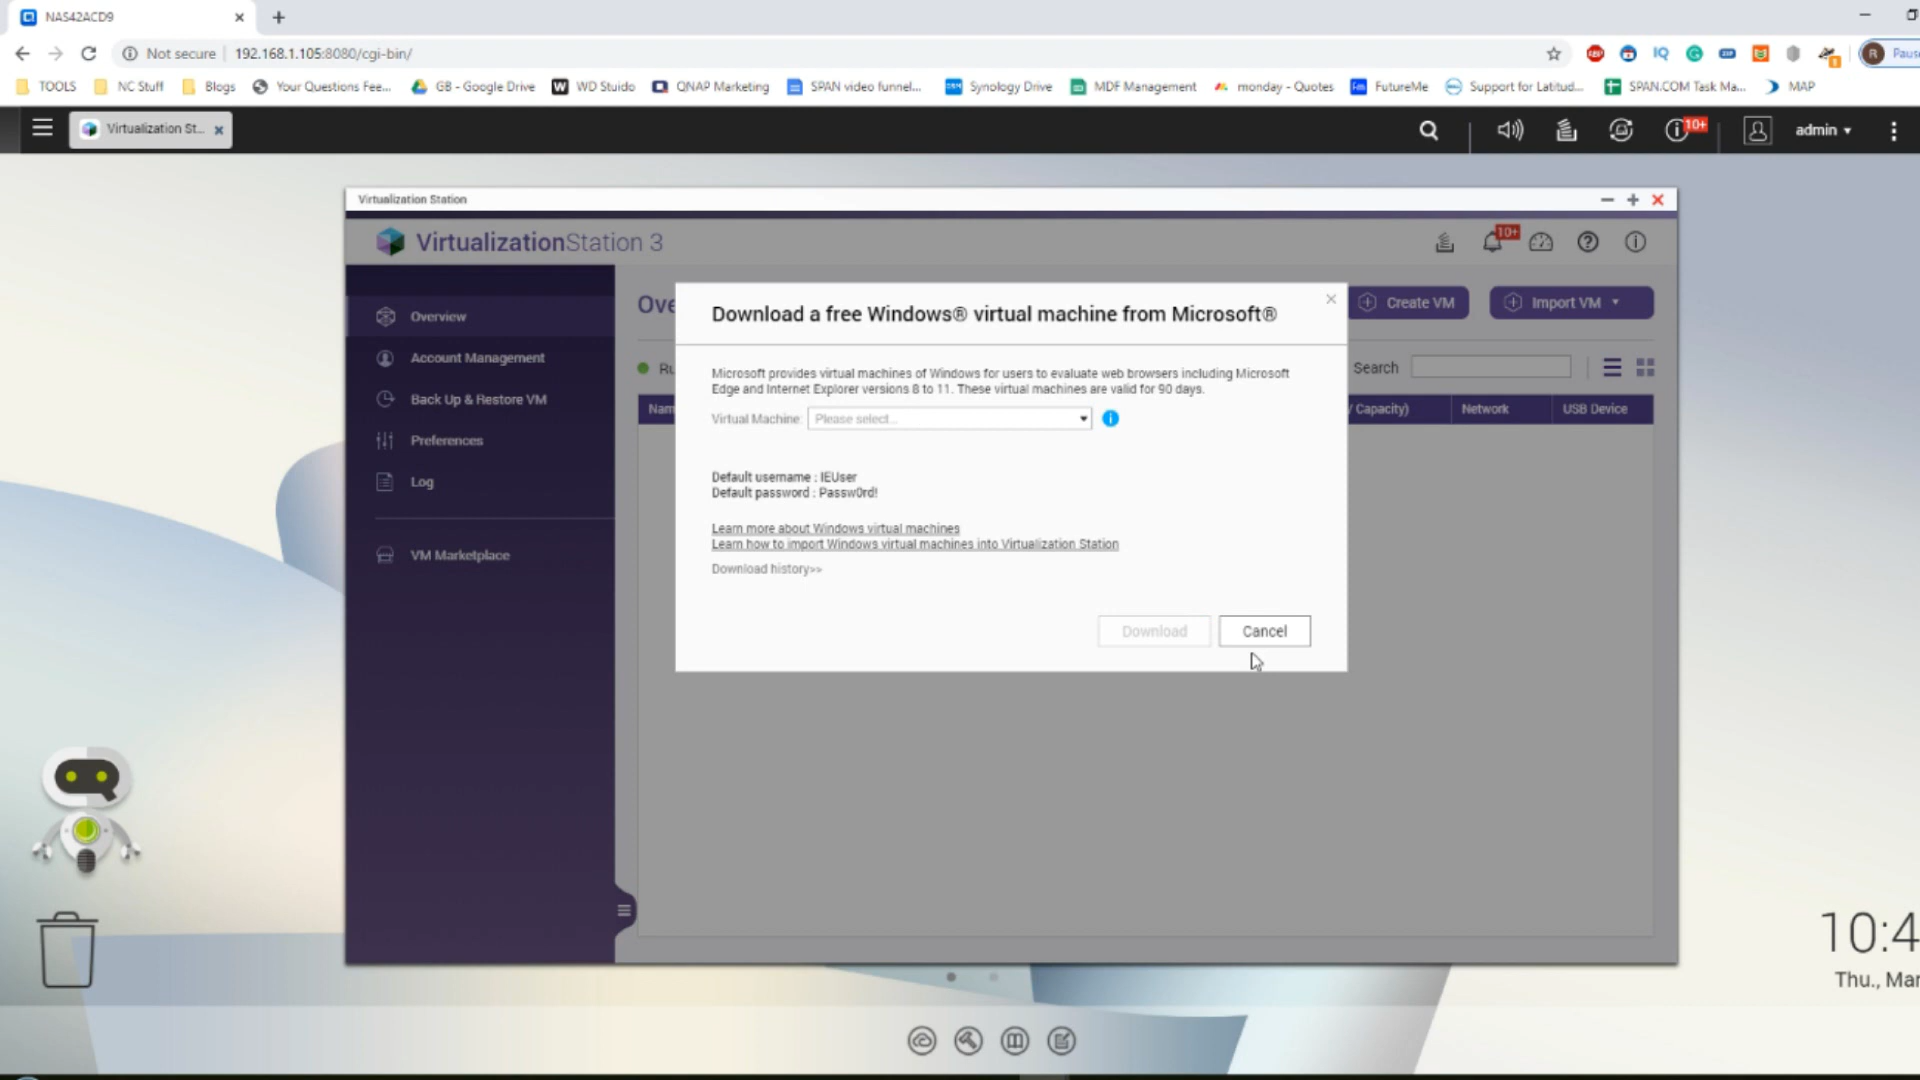 NAS42ACD9
Not secure | 192.168.1.105:8080/cgi-bin/
IQ
R Paus
TOOLS NC Stuff Blogs Your Questions Fee... GB - Google Drive WD Stuido QNAP Marketing SPAN video funnel... Synology Drive MDF Management monday - Quotes FutureMe Support for Latitud... SPAN.COM Task Ma... MAP
Virtualization St... 10+ admin
Virtualization Station
VirtualizationStation 3 10+
Overview
Account Management
Back Up & Restore VM
Preferences
Log
VM Marketplace
Ove
Create VM Import VM
Ru Search
Nam / Capacity) Network USB Device
Download a free Windows® virtual machine from Microsoft®
Microsoft provides virtual machines of Windows for users to evaluate web browsers including Microsoft
Edge and Internet Explorer versions 8 to 11. These virtual machines are valid for 90 days.
Virtual Machine: Please select...
Default username : IEUser
Default password : Passw0rd!
Learn more about Windows virtual machines
Learn how to import Windows virtual machines into Virtualization Station
Download history>>
Download Cancel
10:4
Thu., Mar